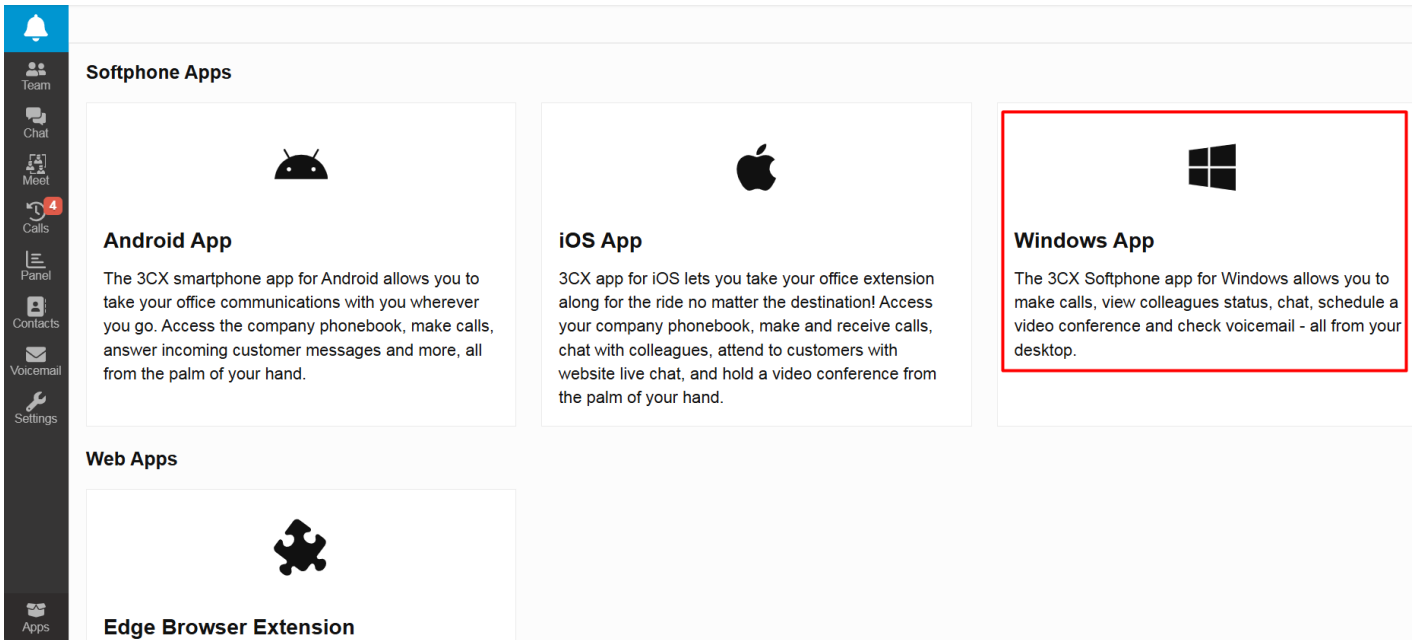 Team
Chat
Meet
4
Calls
Panel
Contacts
Voicemail
Settings
Apps
Softphone Apps
Android App
The 3CX smartphone app for Android allows you to
take your office communications with you wherever
you go. Access the company phonebook, make calls,
answer incoming customer messages and more, all
from the palm of your hand.
iOS App
3CX app for iOS lets you take your office extension
along for the ride no matter the destination! Access
your company phonebook, make and receive calls,
chat with colleagues, attend to customers with
website live chat, and hold a video conference from
the palm of your hand.
Windows App
The 3CX Softphone app for Windows allows you to
make calls, view colleagues status, chat, schedule a
video conference and check voicemail - all from your
desktop.
Web Apps
Edge Browser Extension